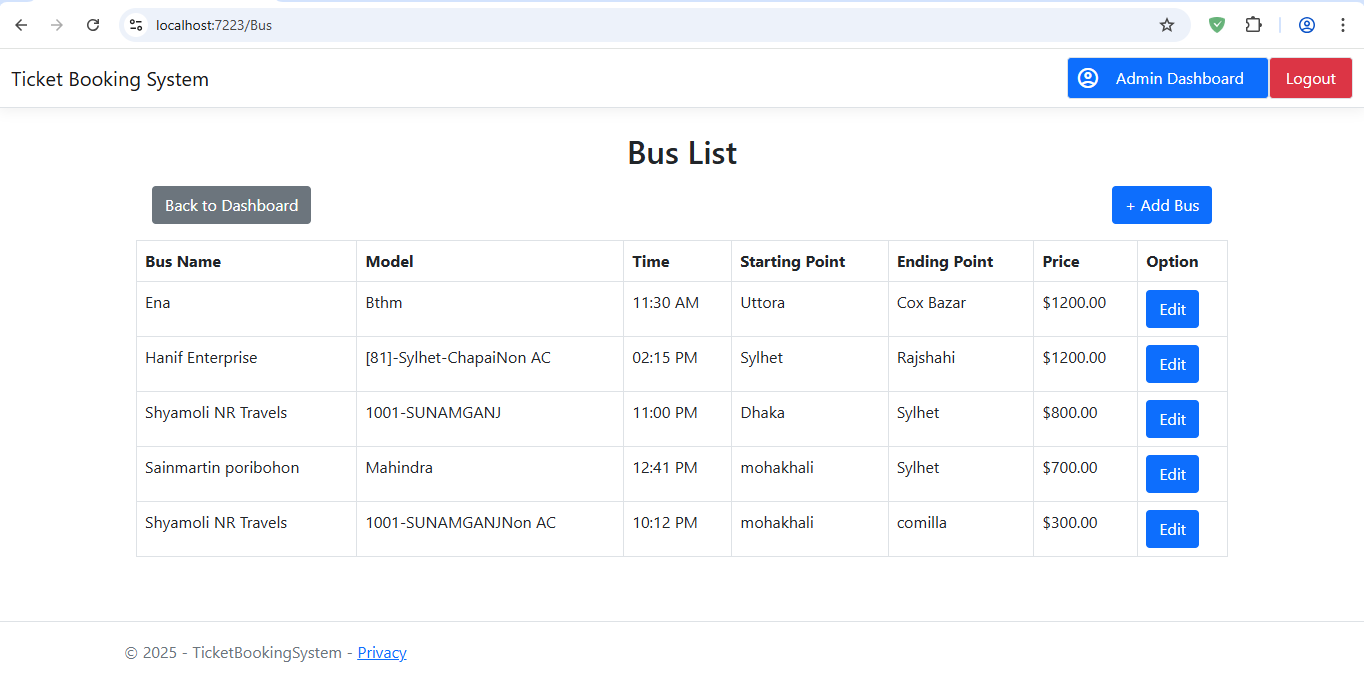 localhost:7223/Bus
Ticket Booking System Admin Dashboard Logout
Bus List
Back to Dashboard + Add Bus
Bus Name Model Time Starting Point Ending Point Price Option
Ena Bthm 11:30 AM Uttora Cox Bazar $1200.00 Edit
Hanif Enterprise [81]-Sylhet-ChapaiNon AC 02:15 PM Sylhet Rajshahi $1200.00 Edit
Shyamoli NR Travels 1001-SUNAMGANJ 11:00 PM Dhaka Sylhet $800.00 Edit
Sainmartin poribohon Mahindra 12:41 PM mohakhali Sylhet $700.00 Edit
Shyamoli NR Travels 1001-SUNAMGANJNon AC 10:12 PM mohakhali comilla $300.00 Edit
© 2025 - TicketBookingSystem - Privacy